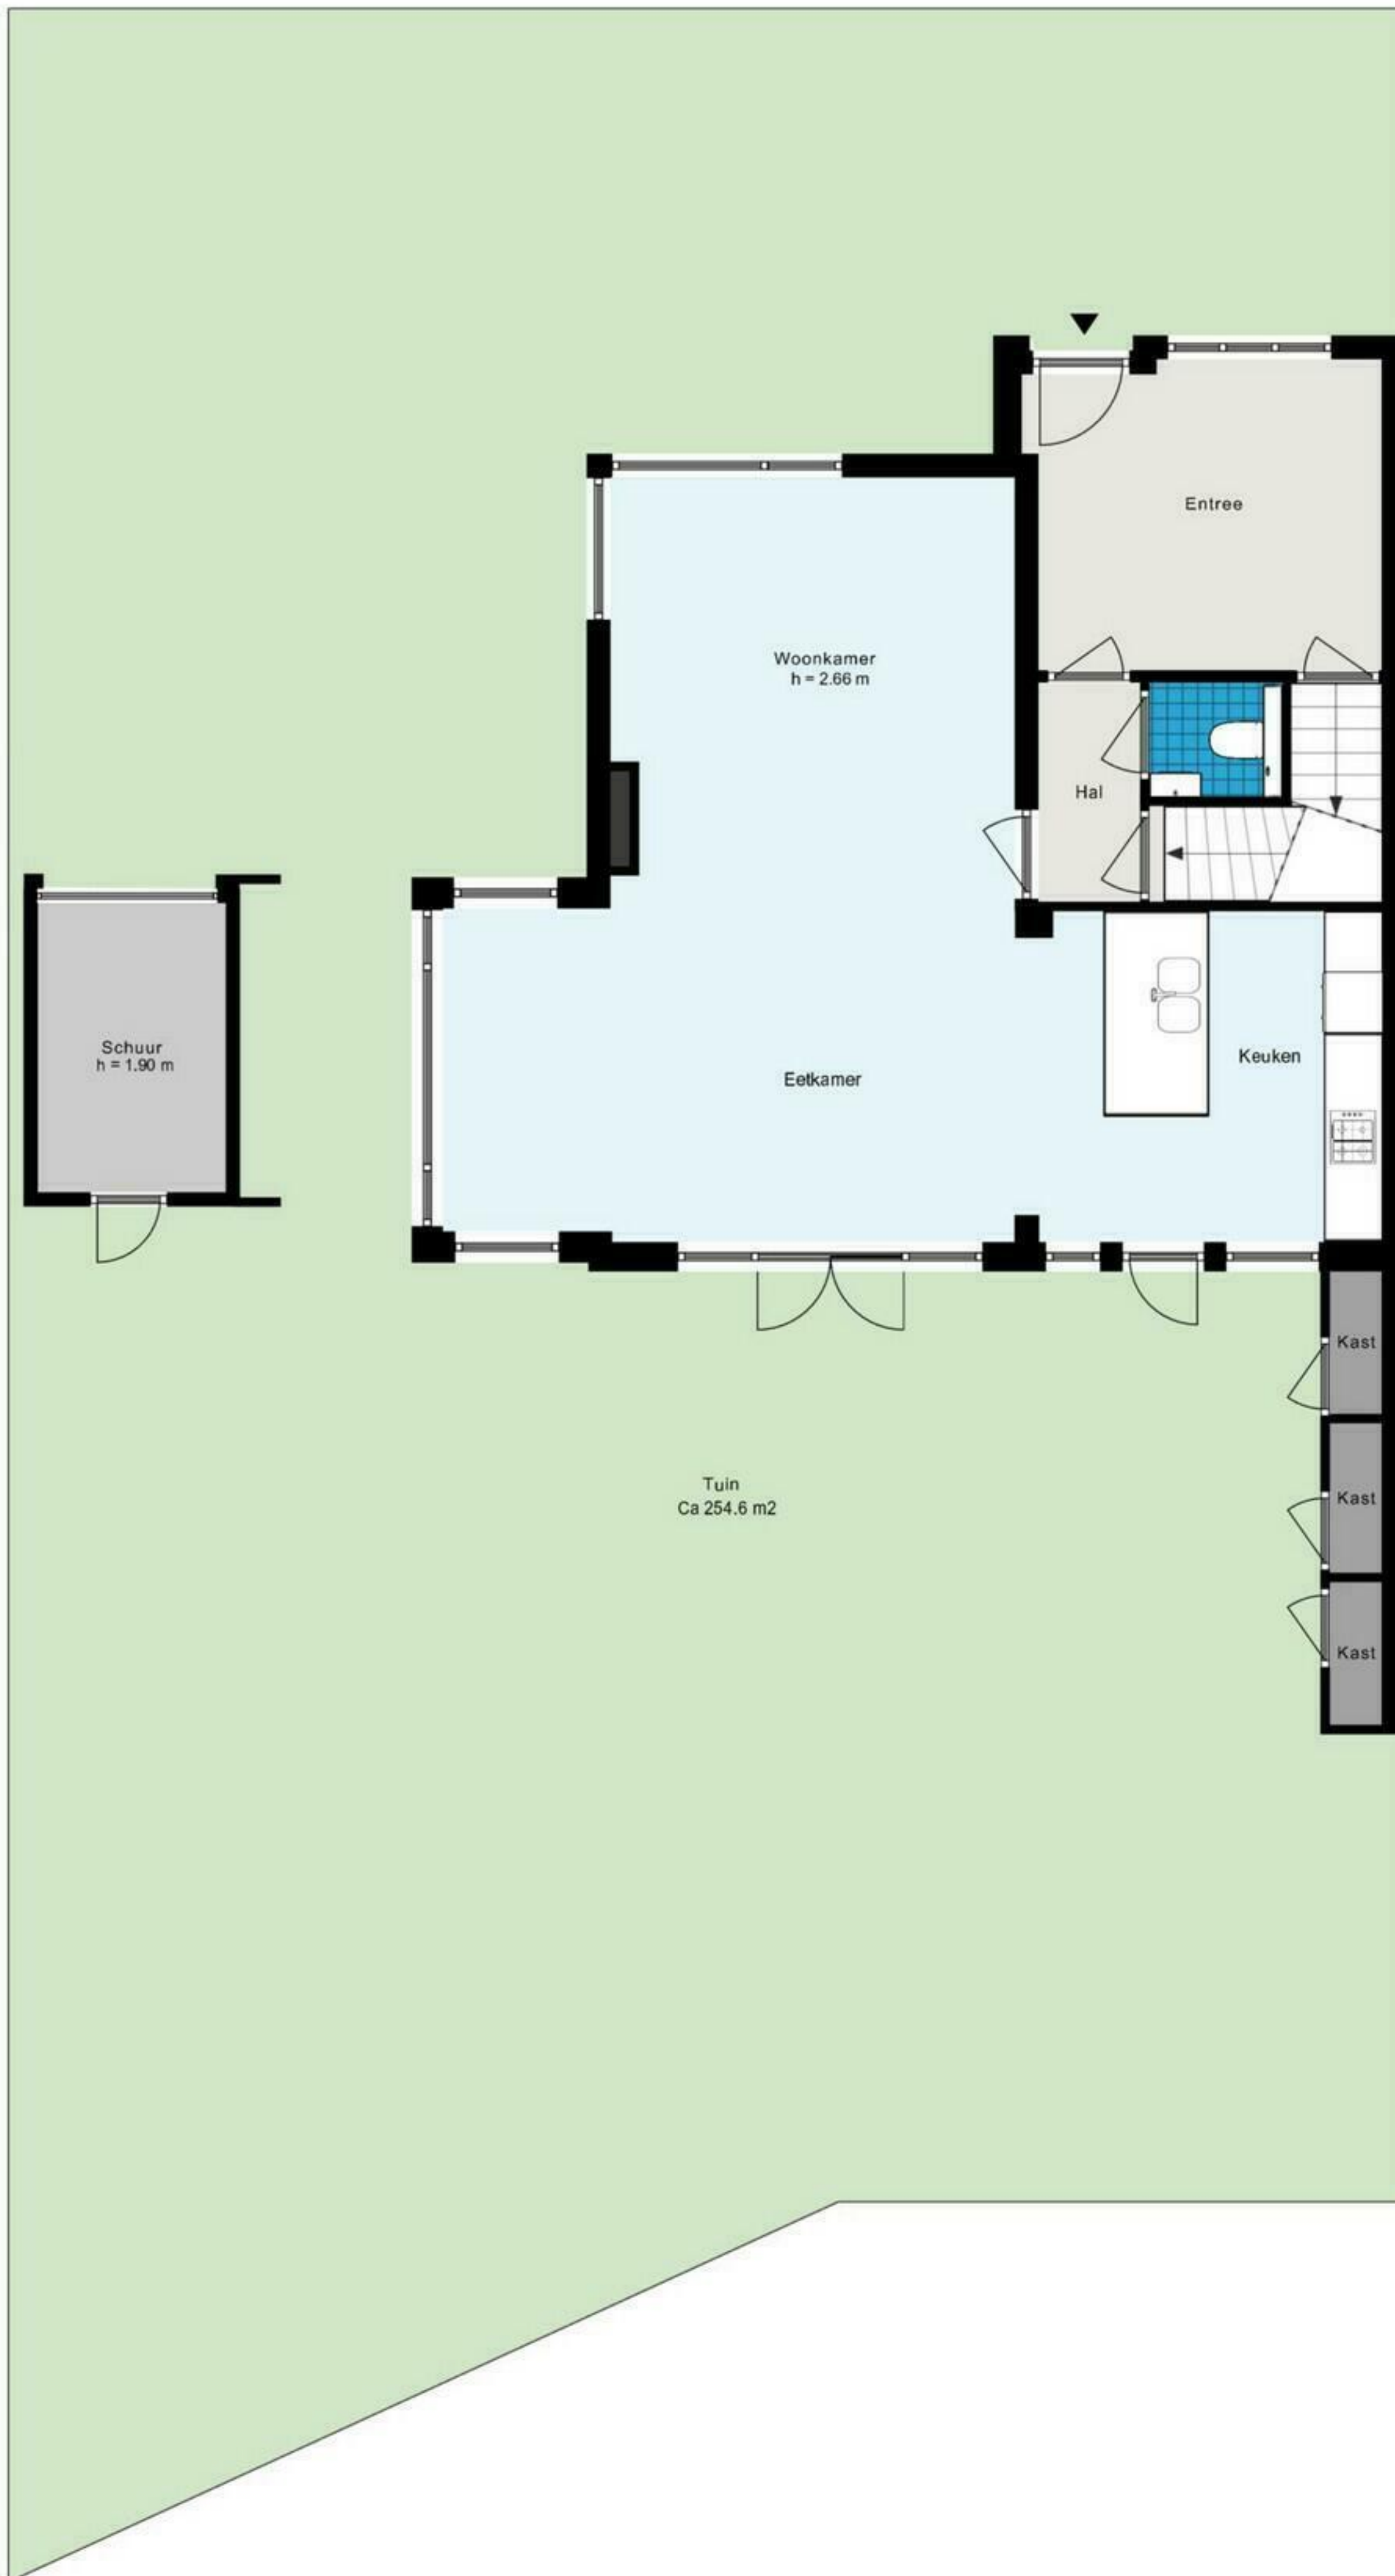 Entree
Woonkamer
h = 2.66 m
Hal
Schuur
h = 1.90 m
Keuken
Eetkamer
Kast
Tuin
Ca 254.6 m2
Kast
Kast